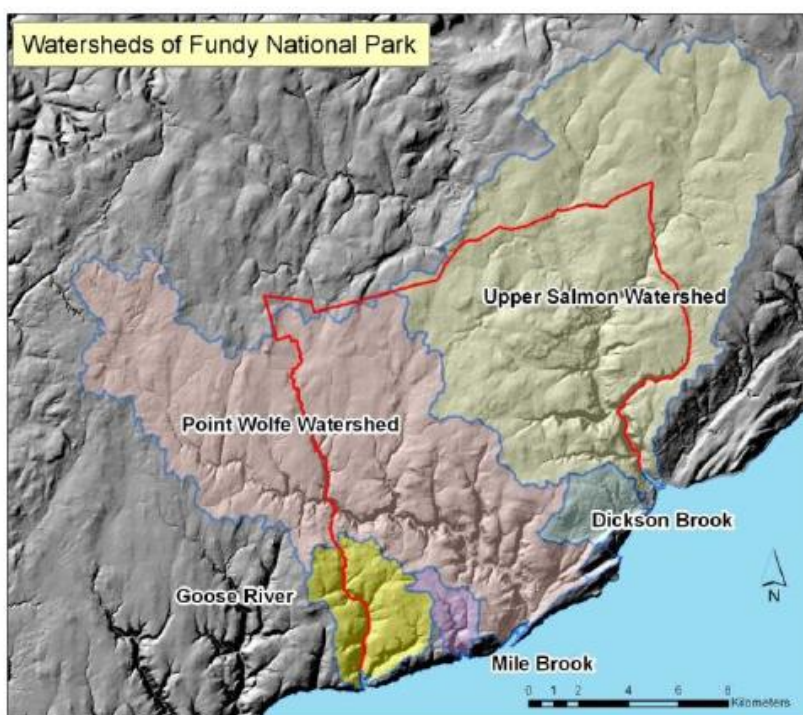 Watersheds of Fundy National Park
Upper Salmon Watershed
Point Wolfe Watershed
Dickson Brook
Goose River
N
Mile Brook
0 1 2 4 6 8
Kilometers